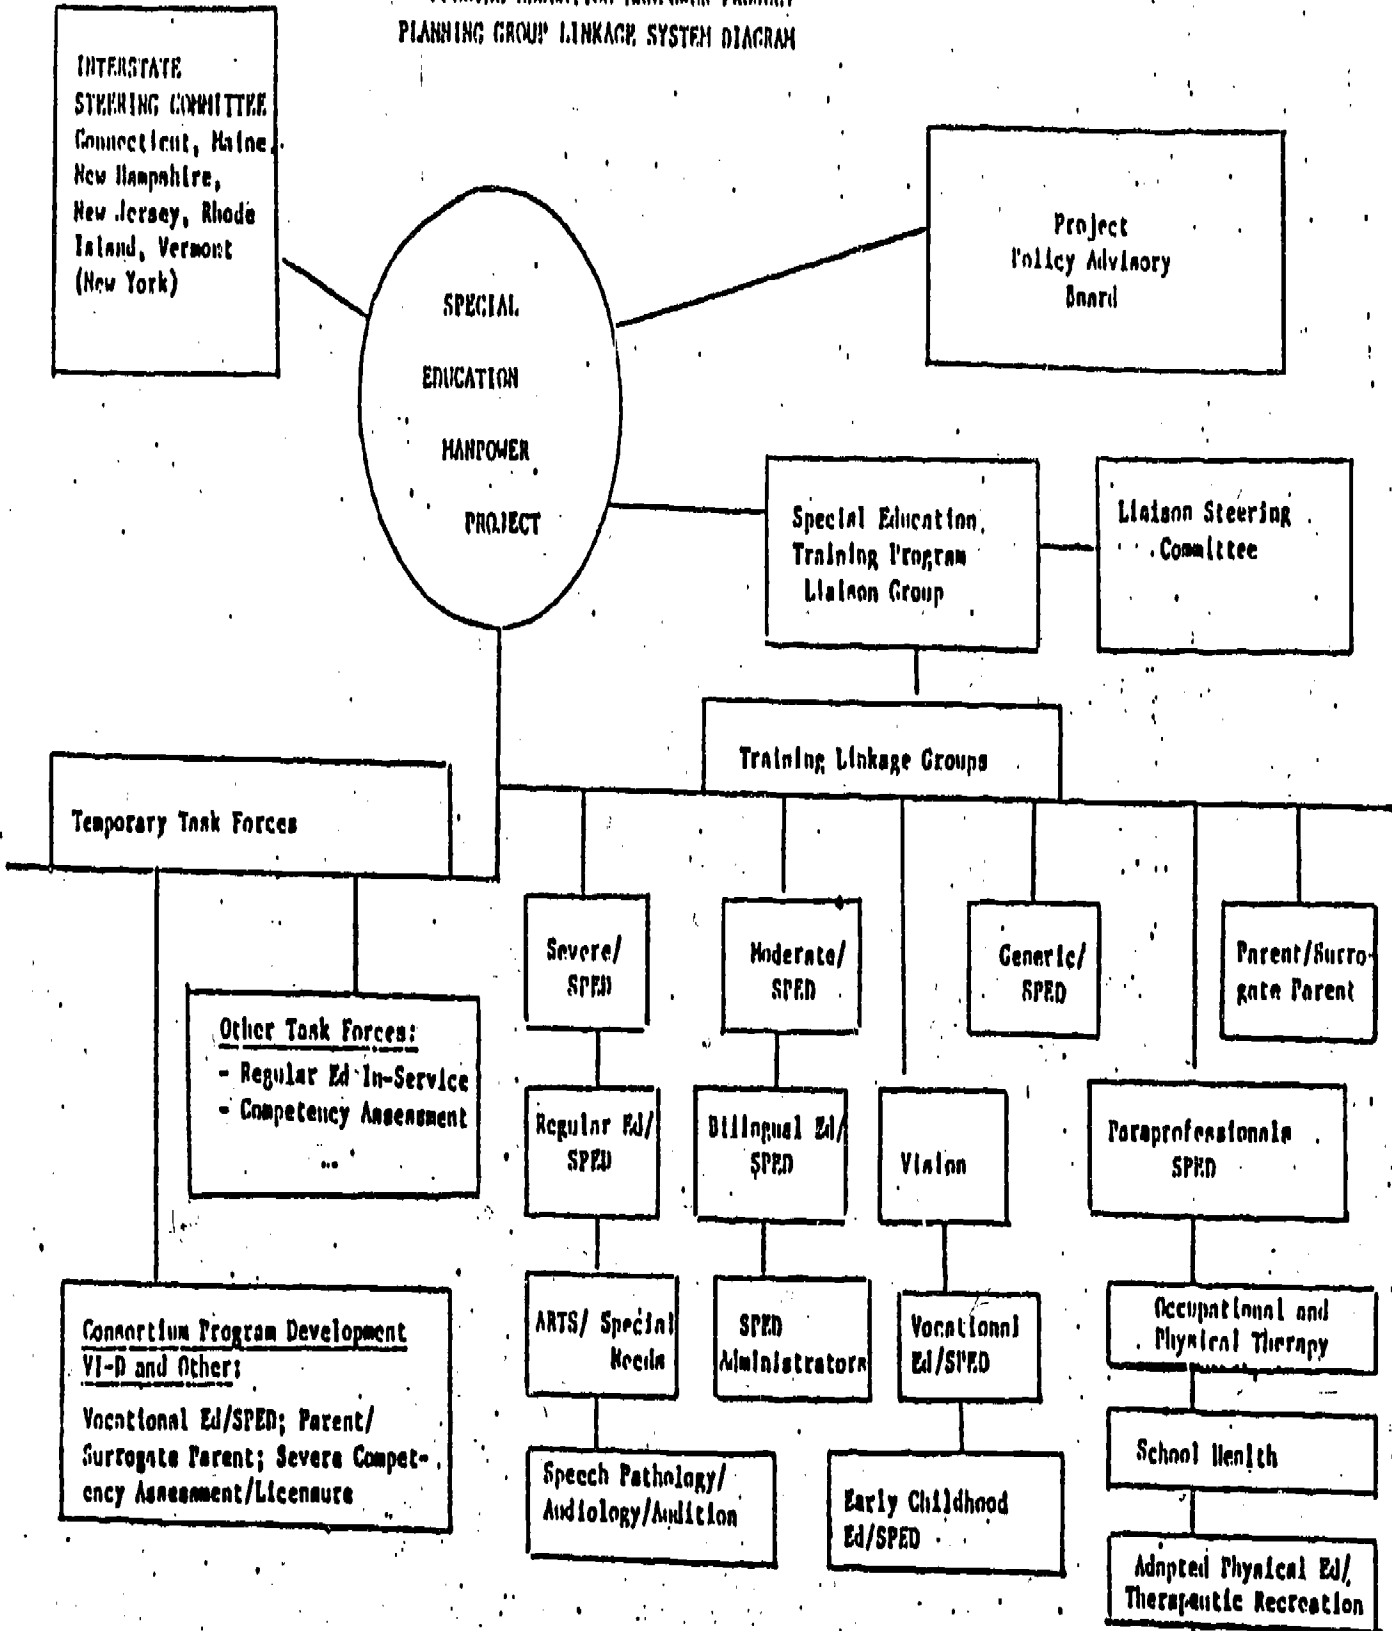 PLANNING GROUP LINKAGE SYSTEM DIAGRAM
INTERSTATE
STEERING COMMITTEE
Connecticut, Maine,
New Hampshire,
New Jersey, Rhode
Island, Vermont
(New York)
SPECIAL
EDUCATION
MANPOWER
PROJECT
Project
Policy Advisory
Board
Special Education
Training Program
Liaison Group
Liaison Steering
Committee
Training Linkage Groups
Temporary Task Forces
Severe/
SPED
Moderate/
SPED
Generic/
SPED
Parent/Surro-
gate Parent
Other Task Forces:
- Regular Ed In-Service
- Competency Assessment
...
Regular Ed/
SPED
Bilingual Ed/
SPED
Vision
Paraprofessionals
SPED
Consortium Program Development
VI-D and Other:
Vocational Ed/SPED; Parent/
Surrogate Parent; Severe Compet-
ency Assessment/Licensure
ARTS/ Special
Needs
SPED
Administrators
Vocational
Ed/SPED
Occupational and
Physical Therapy
Speech Pathology/
Audiology/Audition
Early Childhood
Ed/SPED
School Health
Adapted Physical Ed/
Therapeutic Recreation